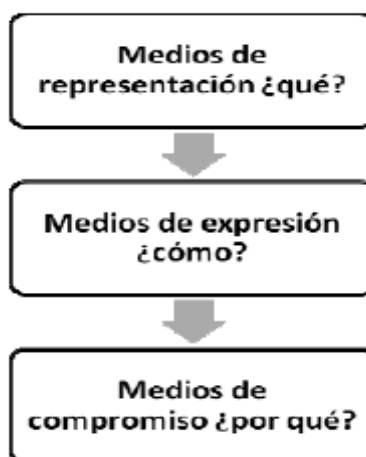 Medios de
representación ¿qué?
Medios de expresión
¿cómo?
Medios de
compromiso ¿por qué?